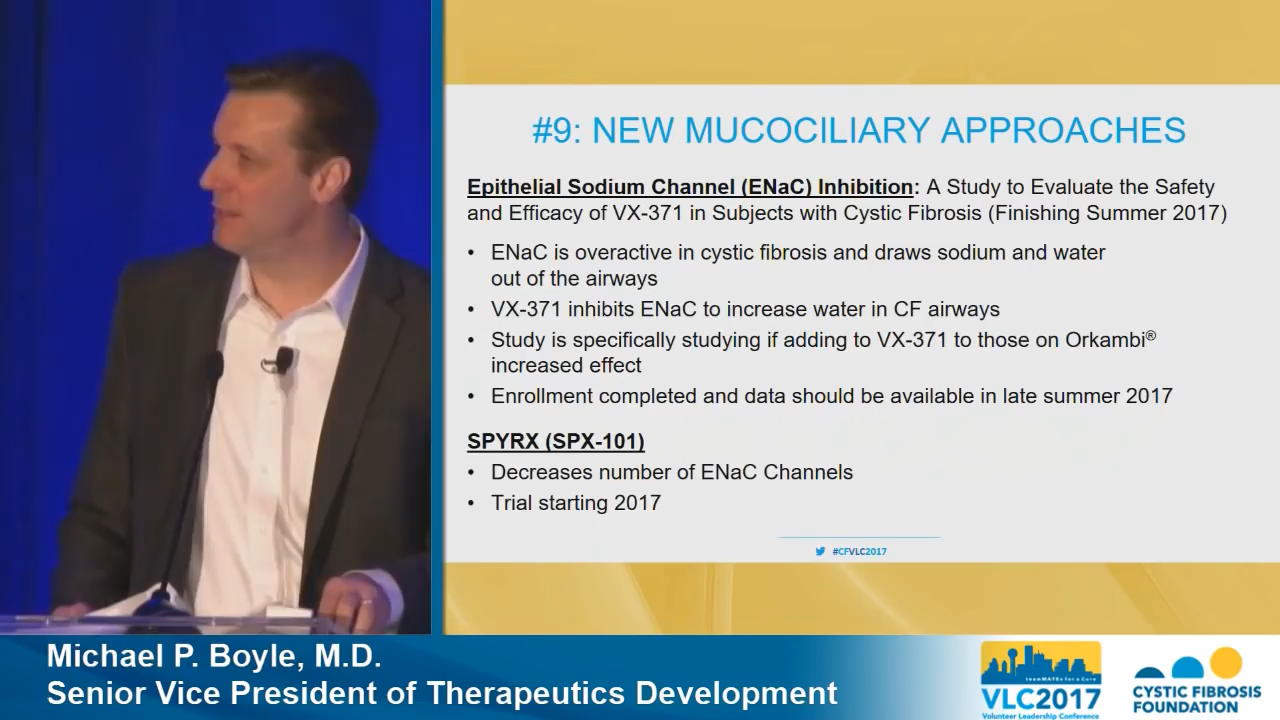 #9: NEW MUCOCILIARY APPROACHES
Epithelial Sodium Channel (ENaC) Inhibition: A Study to Evaluate the Safety
and Efficacy of VX-371 in Subjects with Cystic Fibrosis (Finishing Summer 2017)
• ENaC is overactive in cystic fibrosis and draws sodium and water
out of the airways
• VX-371 inhibits ENaC to increase water in CF airways
• Study is specifically studying if adding to VX-371 to those on Orkambi®
increased effect
• Enrollment completed and data should be available in late summer 2017
SPYRX (SPX-101)
• Decreases number of ENaC Channels
• Trial starting 2017
#CFVLC2017
Michael P. Boyle, M.D.
Senior Vice President of Therapeutics Development
teamMATEs for a Cure
VLC2017
Volunteer Leadership Conference
CYSTIC FIBROSIS
FOUNDATION